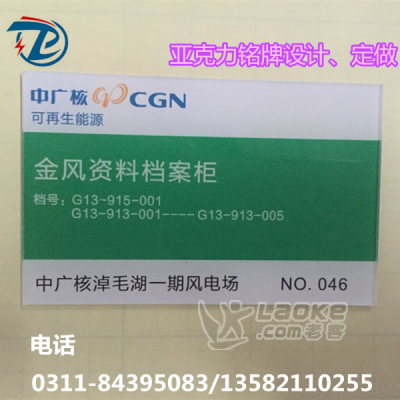 亚克力铭牌设计、定做
中广核 CGN
可再生能源
金风资料档案柜
档号：G13~915-001
G13-913-001----G13-913-005
中广核淖毛湖一期风电场 NO. 046
LAOKE.com
老客
电话
0311-84395083/13582110255